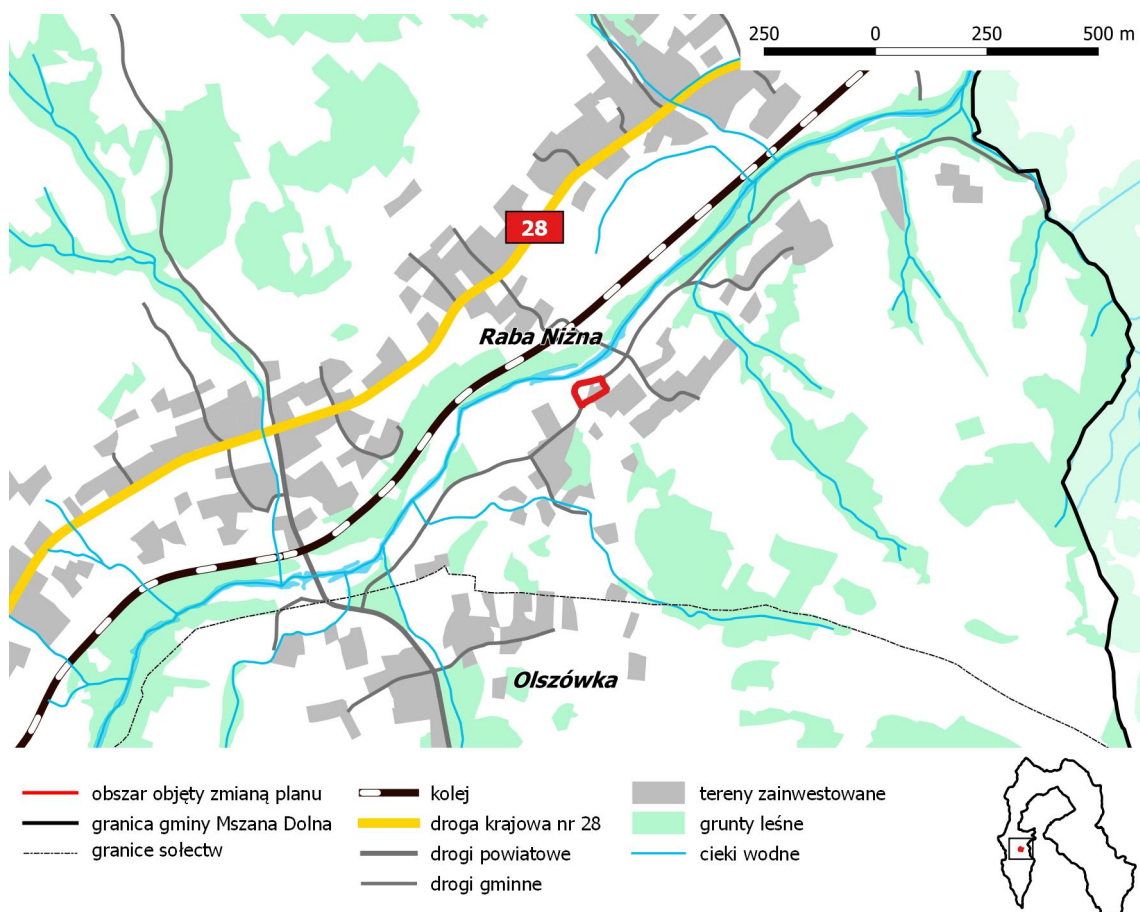 250 0 250 500 m
28
Raba Niżna
Olszówka
obszar objęty zmianą planu
granica gminy Mszana Dolna
granice sołectw
kolej
droga krajowa nr 28
drogi powiatowe
drogi gminne
tereny zainwestowane
grunty leśne
cieki wodne